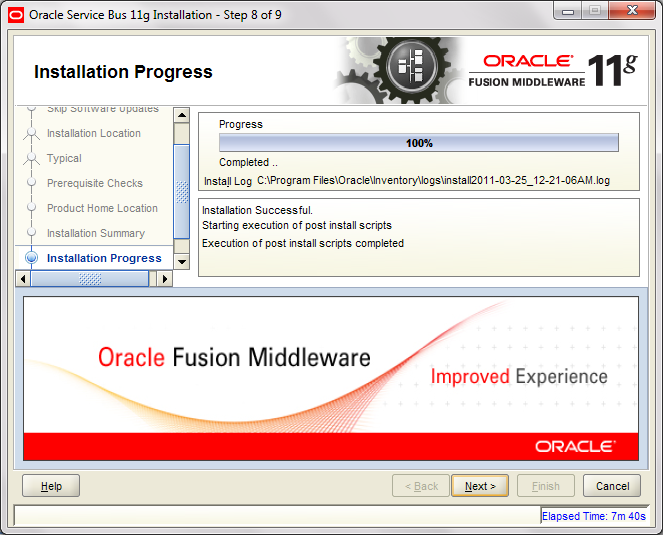 Oracle Service Bus 11g Installation - Step 8 of 9
Installation Progress
ORACLE
FUSION MIDDLEWARE 11g
Skip Software Updates
Installation Location
Typical
Prerequisite Checks
Product Home Location
Installation Summary
Installation Progress
Progress
100%
Completed ..
Install Log C:\Program Files\Oracle\Inventory\logs\install2011-03-25_12-21-06AM.log
Installation Successful.
Starting execution of post install scripts
Execution of post install scripts completed
Oracle Fusion Middleware
Improved Experience
ORACLE
Help
< Back
Next >
Finish
Cancel
Elapsed Time: 7m 40s